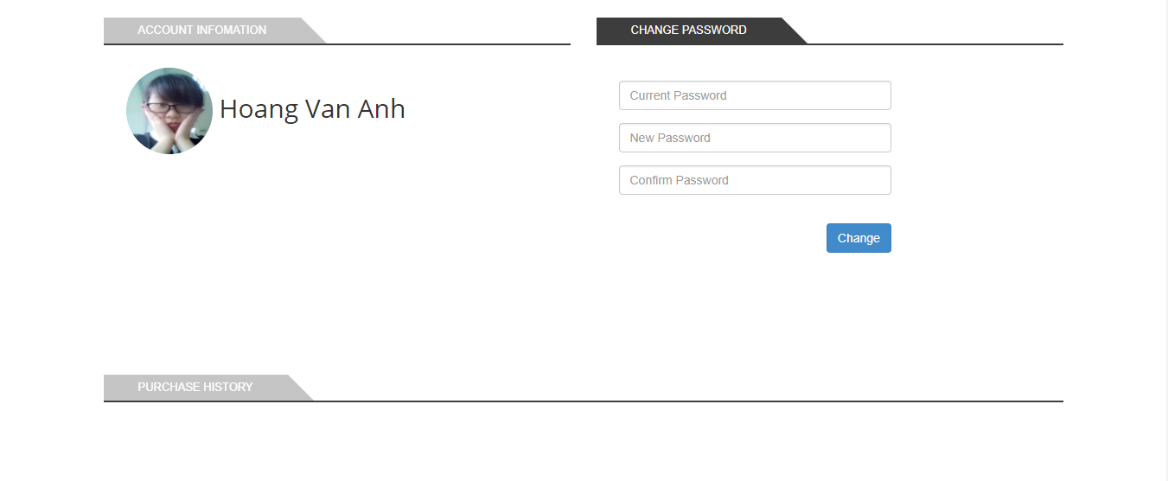 ACCOUNT INFOMATION
Hoang Van Anh
CHANGE PASSWORD
Current Password
New Password
Confirm Password
Change
PURCHASE HISTORY